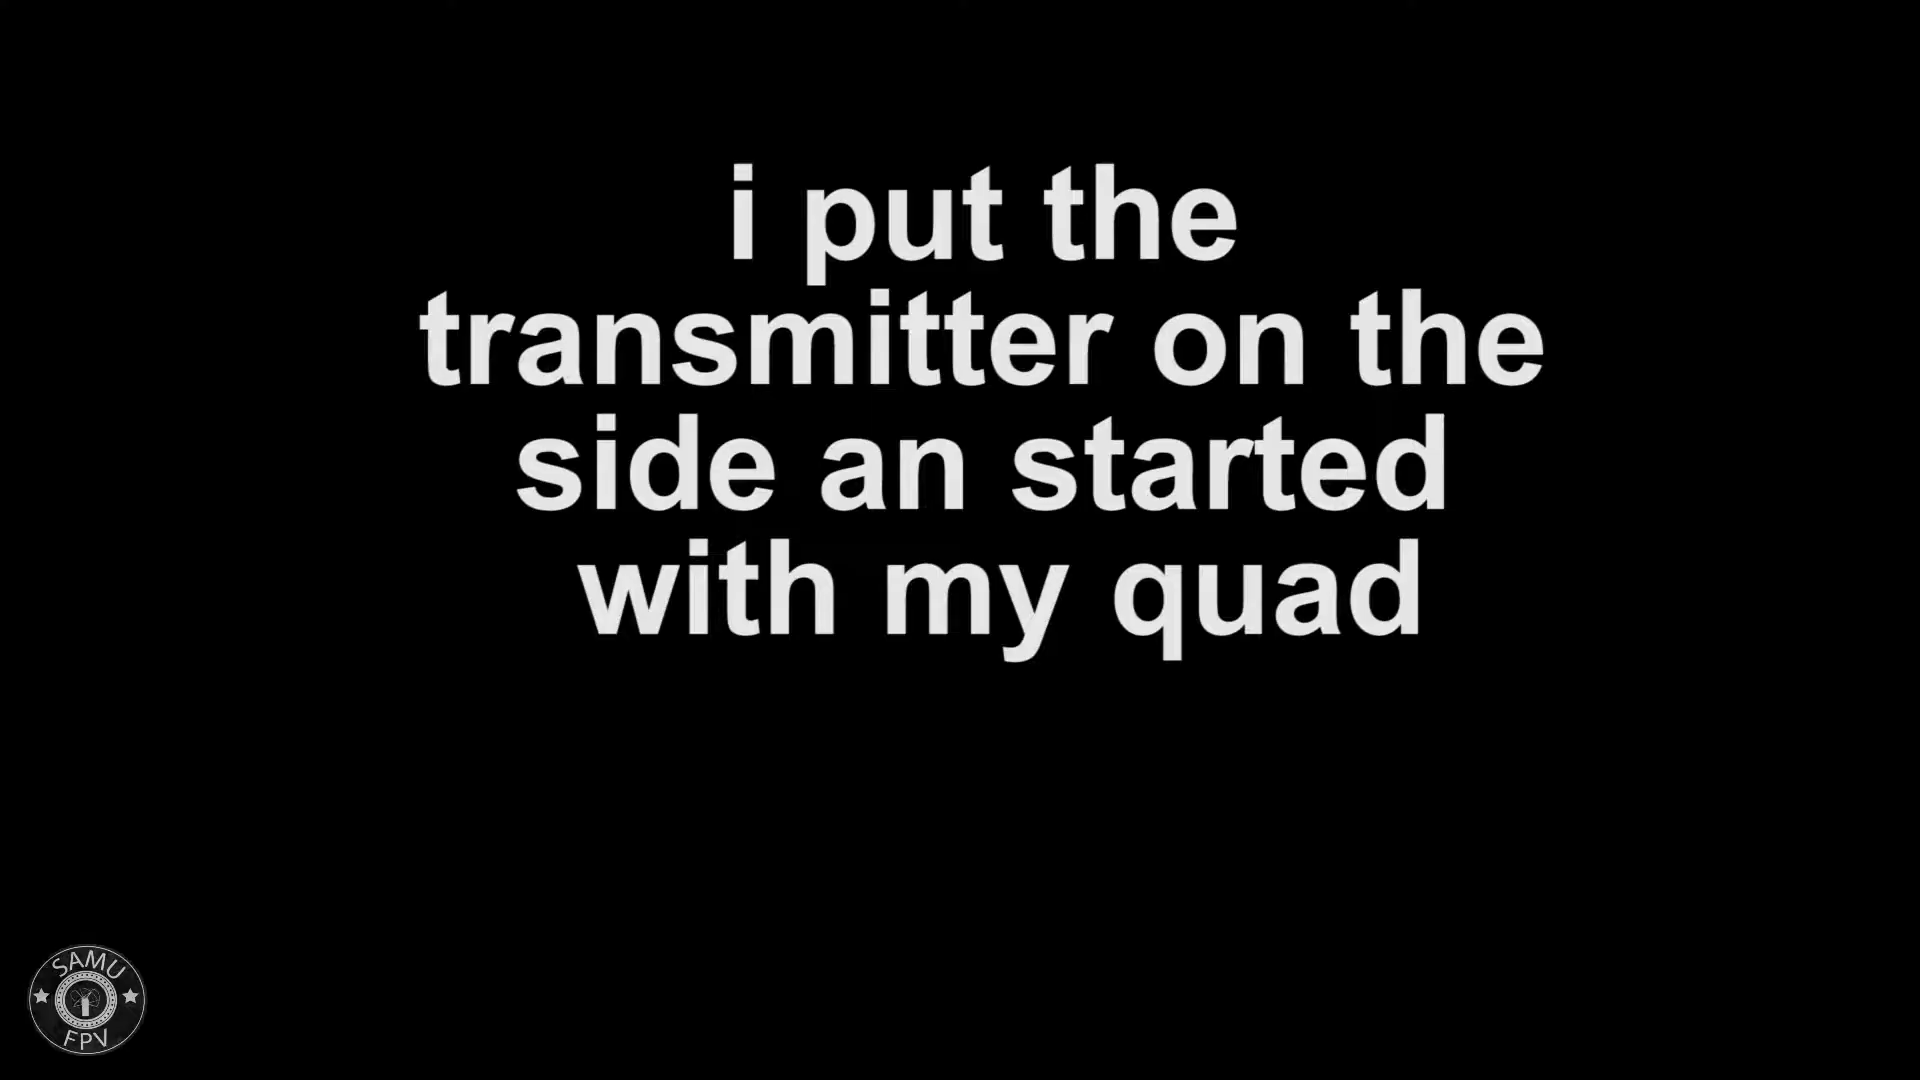 i put the
transmitter on the
side an started
with my quad
SAMU
FPV